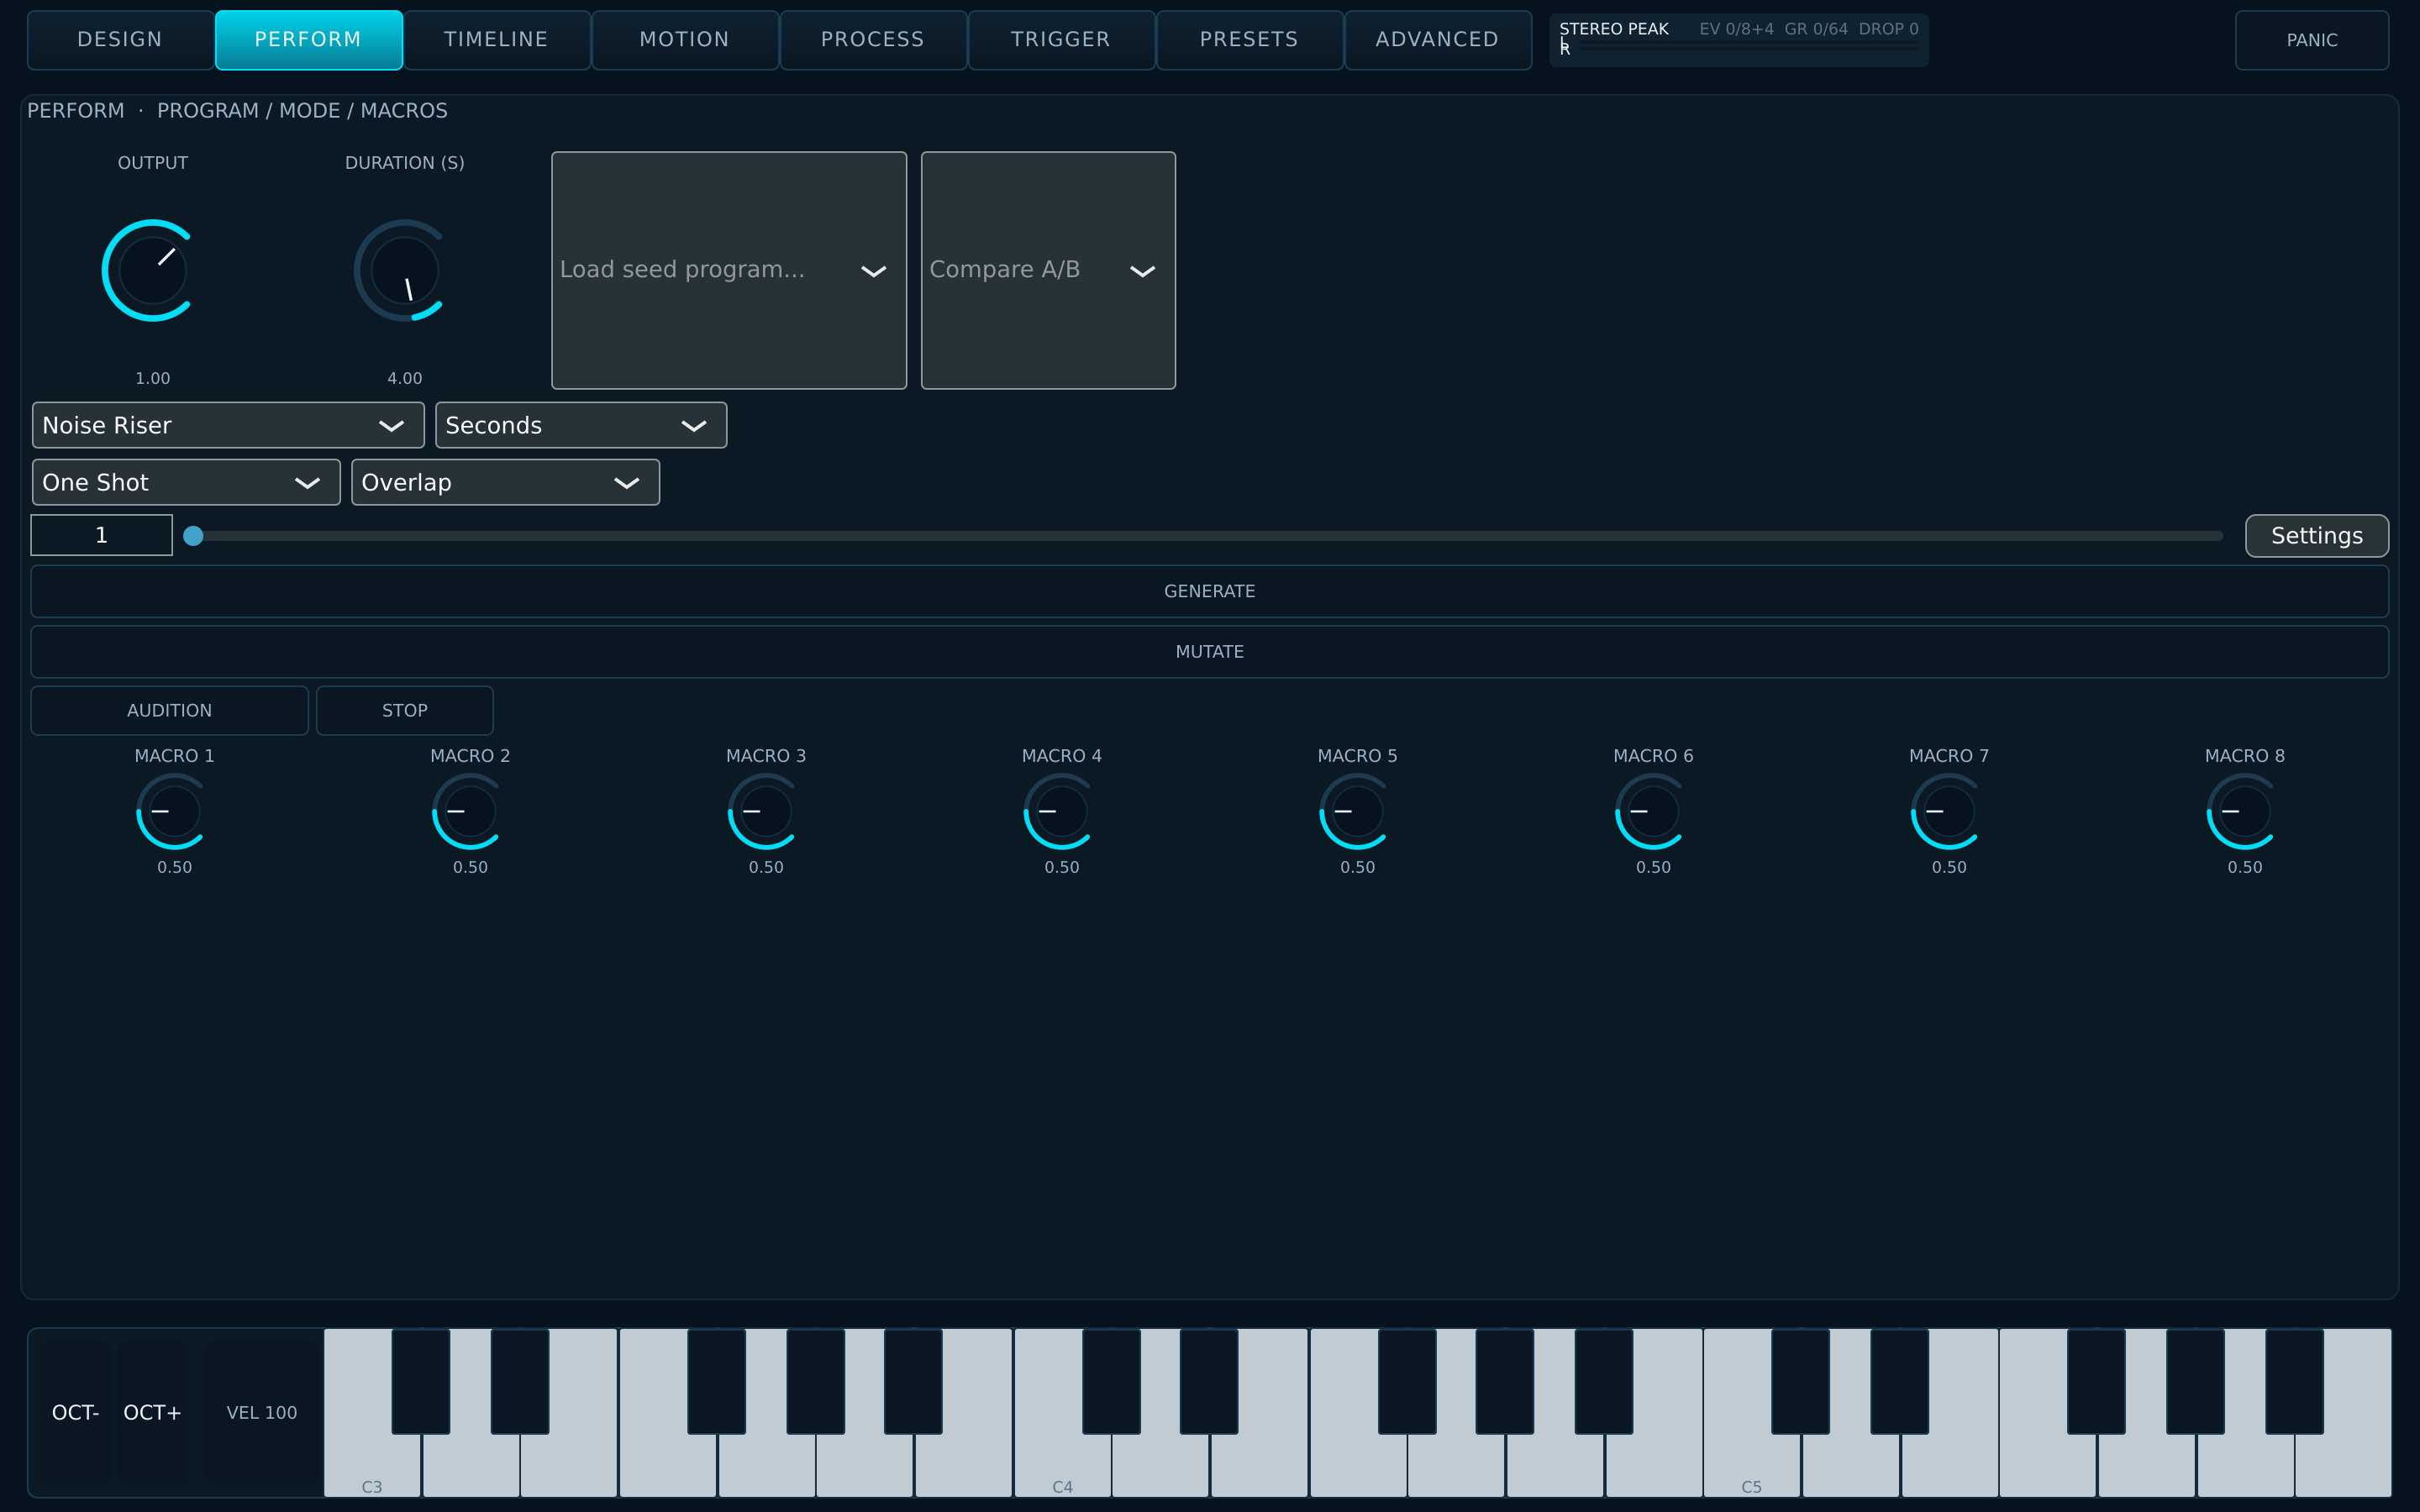 DESIGN PERFORM TIMELINE MOTION PROCESS TRIGGER PRESETS ADVANCED
STEREO PEAK EV 0/8+4 GR 0/64 DROP 0
L
R
PANIC
PERFORM · PROGRAM / MODE / MACROS
OUTPUT DURATION (S)
Load seed program... Compare A/B
1.00 4.00
Noise Riser Seconds
One Shot Overlap
1 Settings
GENERATE
MUTATE
AUDITION STOP
MACRO 1 MACRO 2 MACRO 3 MACRO 4 MACRO 5 MACRO 6 MACRO 7 MACRO 8
0.50 0.50 0.50 0.50 0.50 0.50 0.50 0.50
OCT- OCT+ VEL 100
C3 C4 C5